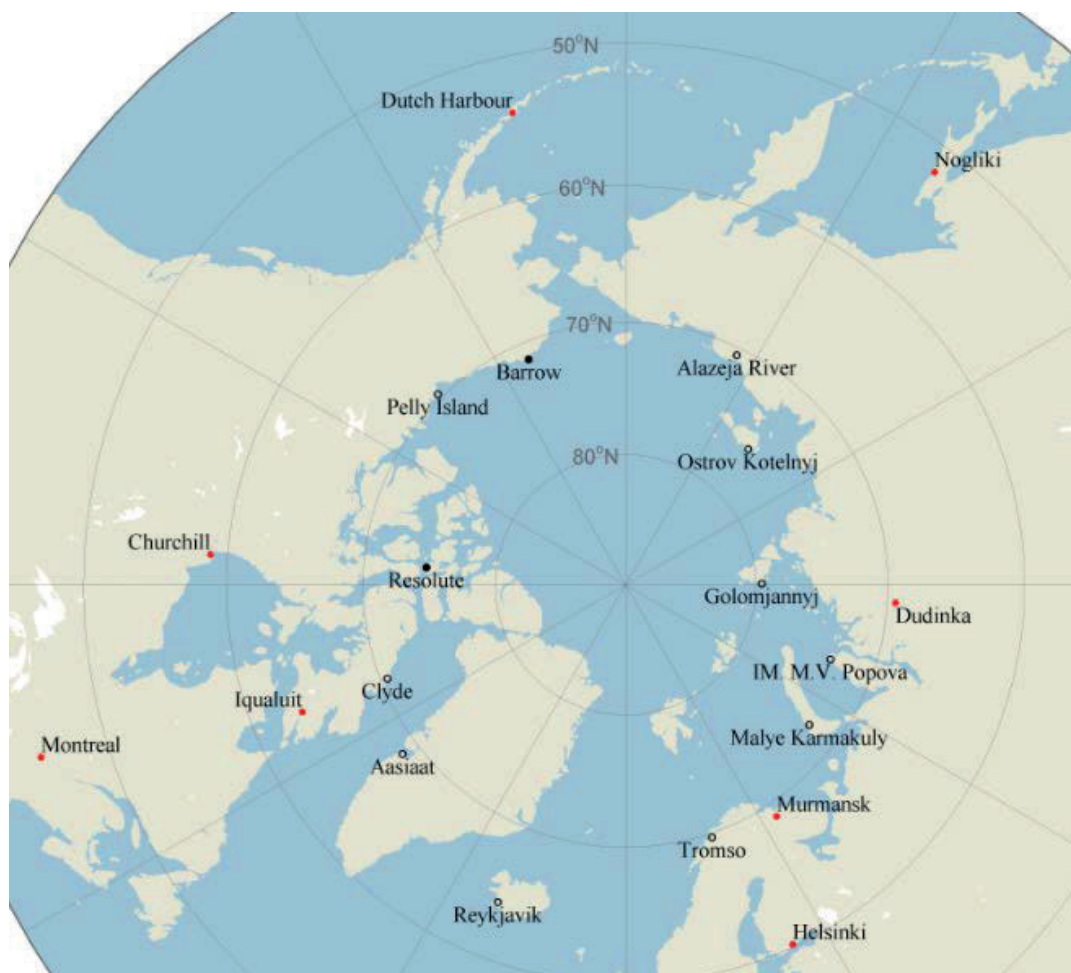 50°N
Dutch Harbour
Nogliki
60°N
70°N
Barrow
Alazeja River
Pelly Island
80°N
Ostrov Kotelnyj
Churchill
Resolute
Golomjannyj
Dudinka
IM. M.V. Popova
Clyde
Iqualuit
Malye Karmakuly
Montreal
Aasiaat
Murmansk
Tromso
Reykjavik
Helsinki